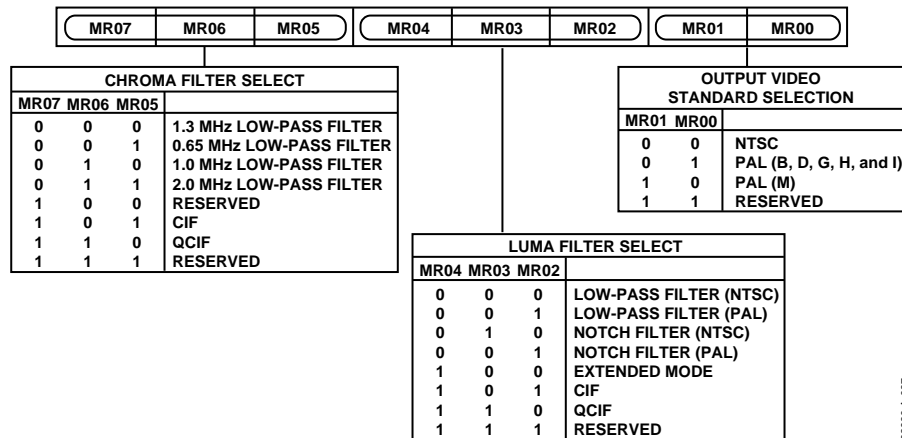 MR07 MR06 MR05 MR04 MR03 MR02 MR01 MR00
CHROMA FILTER SELECT
MR07 MR06 MR05
0 0 0 1.3 MHz LOW-PASS FILTER
0 0 1 0.65 MHz LOW-PASS FILTER
0 1 0 1.0 MHz LOW-PASS FILTER
0 1 1 2.0 MHz LOW-PASS FILTER
1 0 0 RESERVED
1 0 1 CIF
1 1 0 QCIF
1 1 1 RESERVED
OUTPUT VIDEO
STANDARD SELECTION
MR01 MR00
0 0 NTSC
0 1 PAL (B, D, G, H, and I)
1 0 PAL (M)
1 1 RESERVED
LUMA FILTER SELECT
MR04 MR03 MR02
0 0 0 LOW-PASS FILTER (NTSC)
0 0 1 LOW-PASS FILTER (PAL)
0 1 0 NOTCH FILTER (NTSC)
0 0 1 NOTCH FILTER (PAL)
1 0 0 EXTENDED MODE
1 0 1 CIF
1 1 0 QCIF
1 1 1 RESERVED